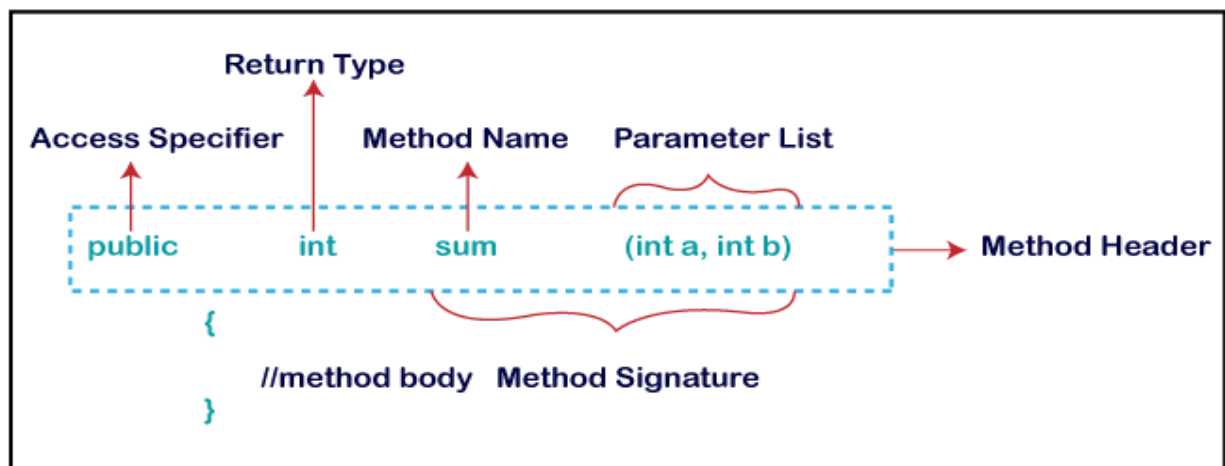 Return Type
Access Specifier Method Name Parameter List
public int sum (int a, int b) Method Header
{
//method body Method Signature
}